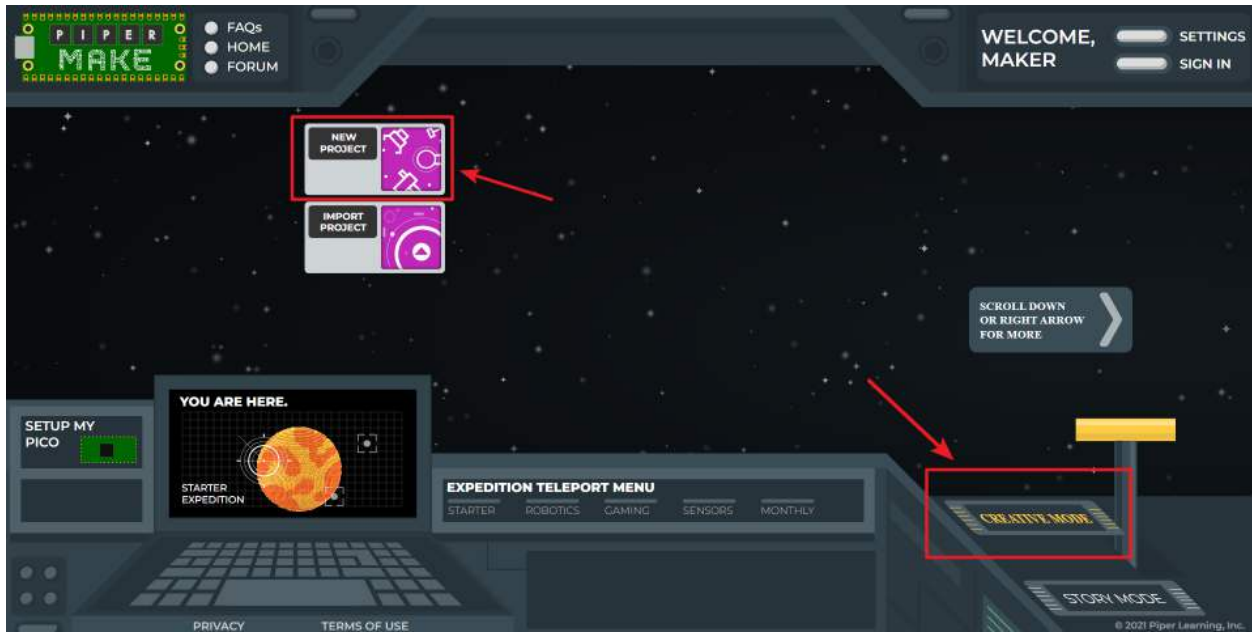 PIPER
MAKE
FAQs
HOME
FORUM
WELCOME,
MAKER
SETTINGS
SIGN IN
NEW
PROJECT
IMPORT
PROJECT
SCROLL DOWN
OR RIGHT ARROW
FOR MORE
YOU ARE HERE.
STARTER
EXPEDITION
SETUP MY
PICO
EXPEDITION TELEPORT MENU
STARTER ROBOTICS GAMING SENSORS MONTHLY
CREATIVE MODE
STORY MODE
PRIVACY TERMS OF USE
© 2021 Piper Learning, Inc.